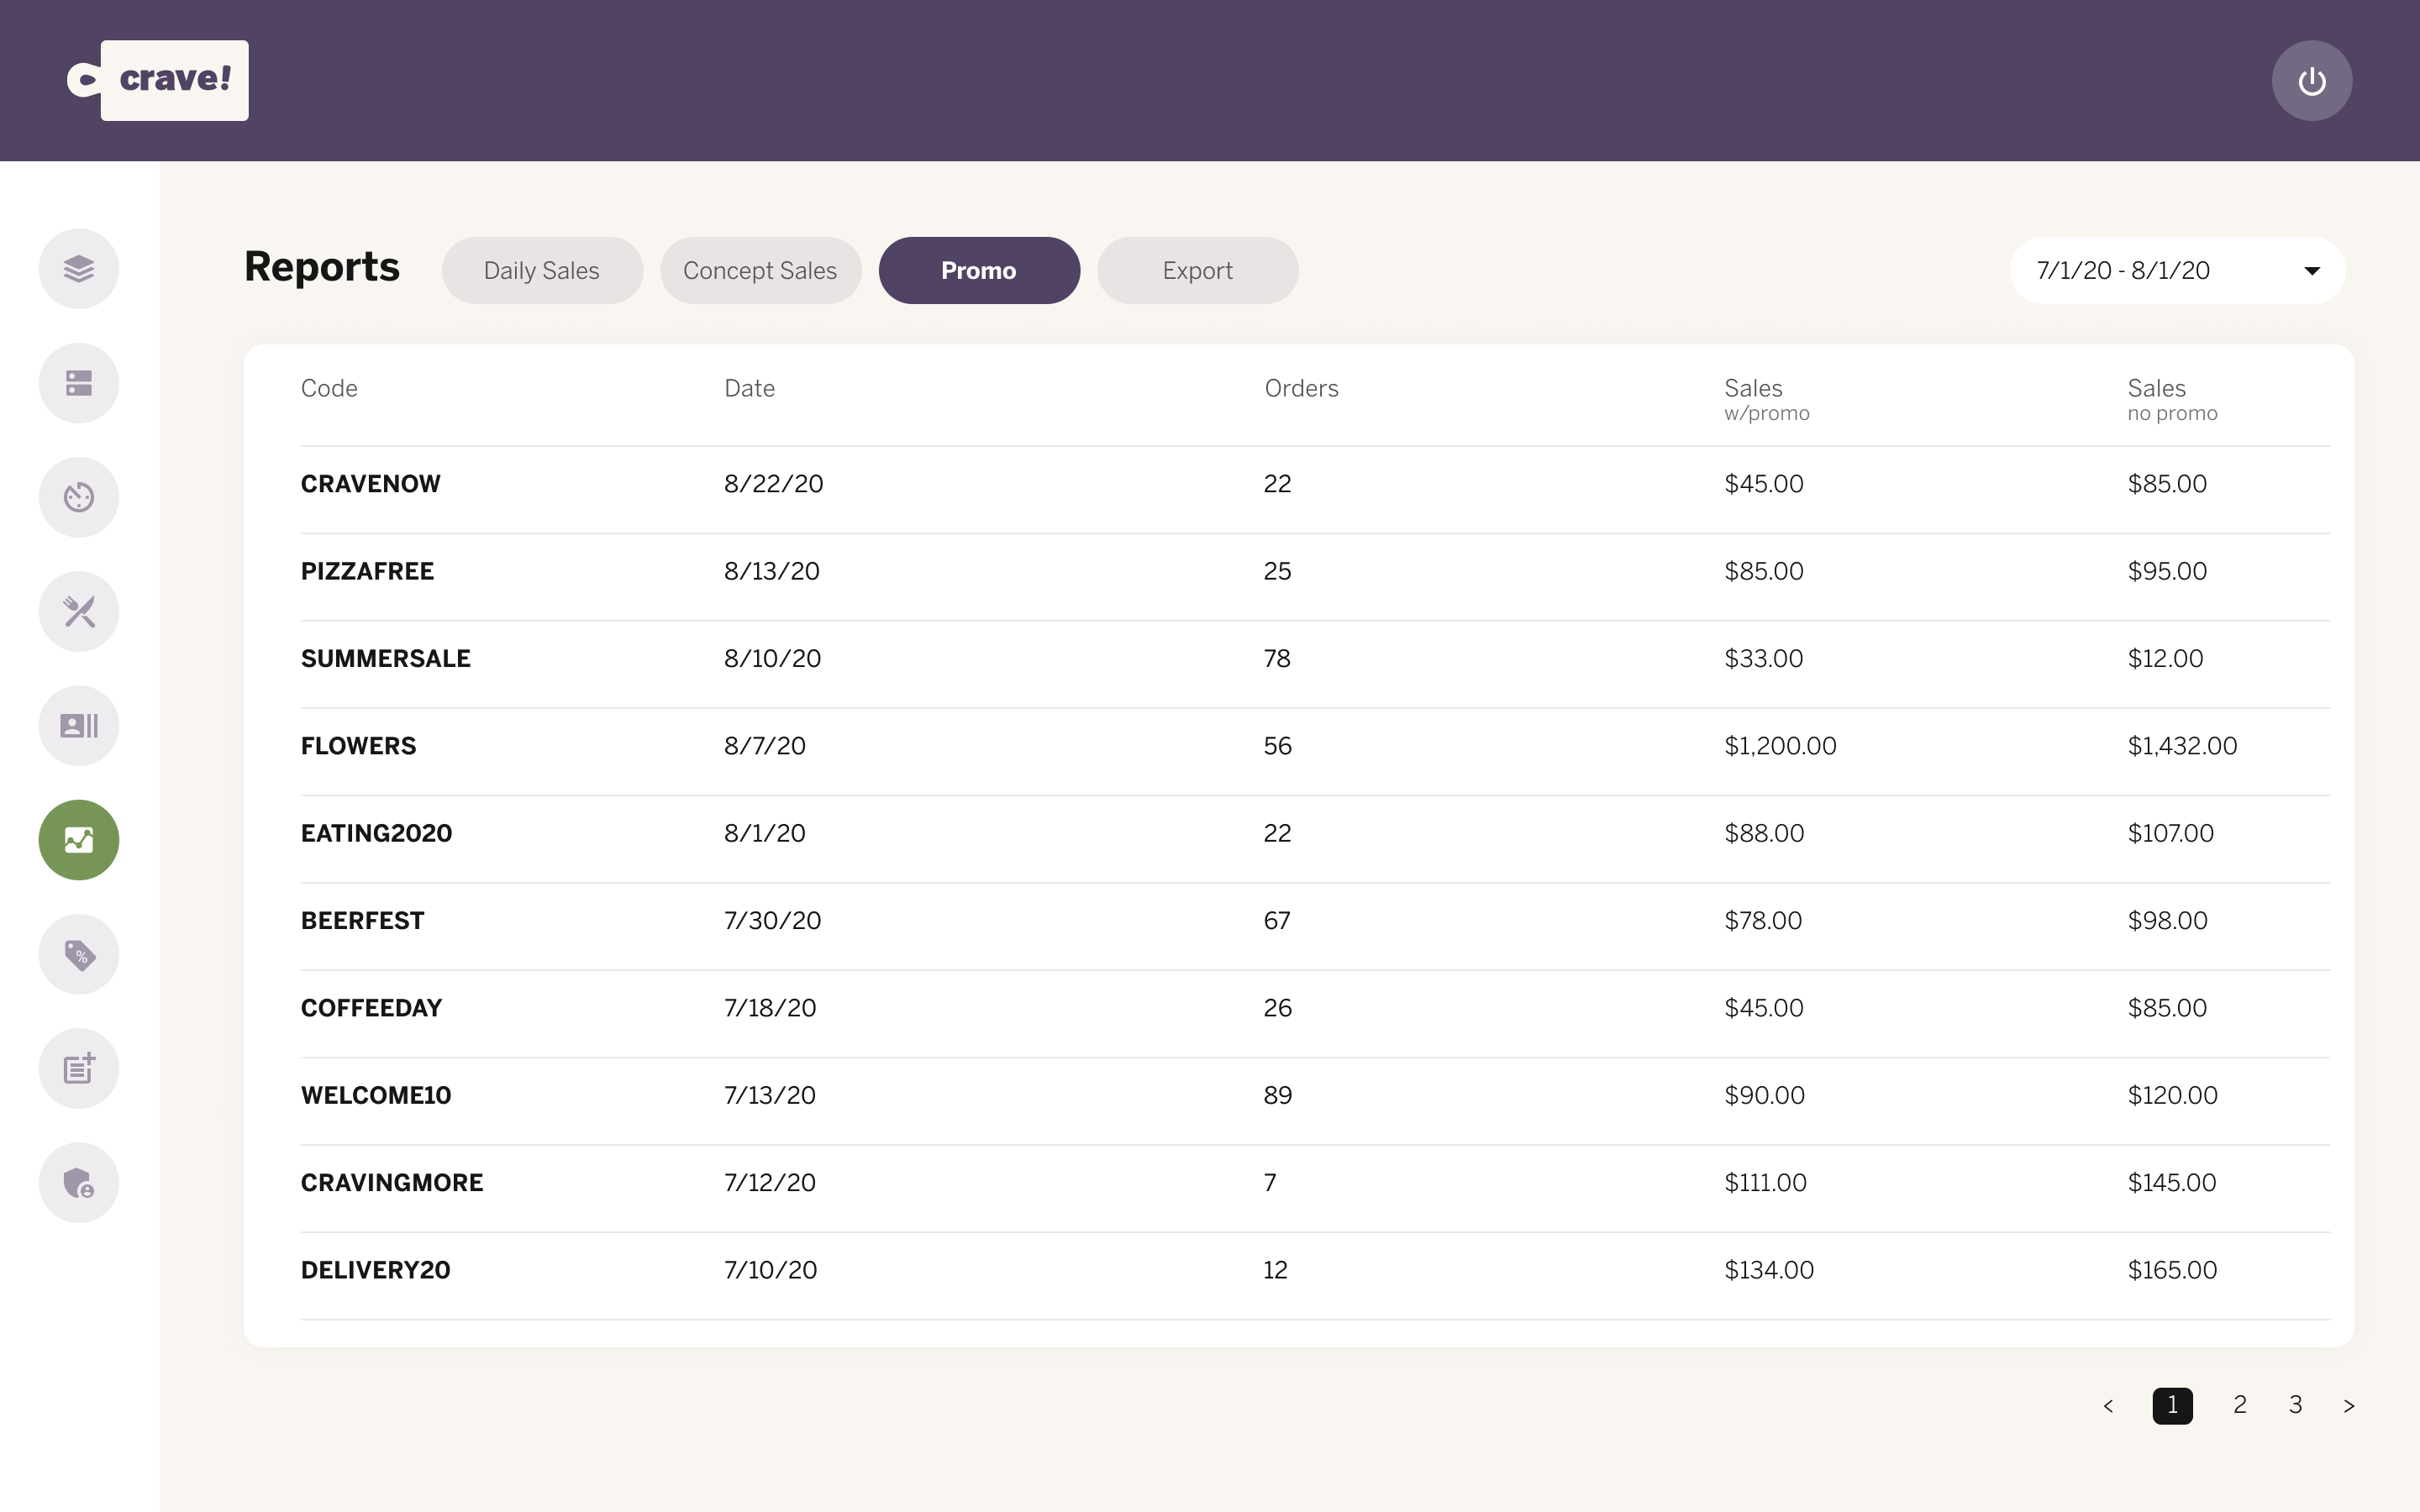 crave!
Reports Daily Sales Concept Sales Promo Export 7/1/20 - 8/1/20
Code Date Orders Sales Sales
w/promo no promo
CRAVENOW 8/22/20 22 $45.00 $85.00
PIZZAFREE 8/13/20 25 $85.00 $95.00
SUMMERSALE 8/10/20 78 $33.00 $12.00
FLOWERS 8/7/20 56 $1,200.00 $1,432.00
EATING2020 8/1/20 22 $88.00 $107.00
BEERFEST 7/30/20 67 $78.00 $98.00
COFFEEDAY 7/18/20 26 $45.00 $85.00
WELCOME10 7/13/20 89 $90.00 $120.00
CRAVINGMORE 7/12/20 7 $111.00 $145.00
DELIVERY20 7/10/20 12 $134.00 $165.00
< 1 2 3 >